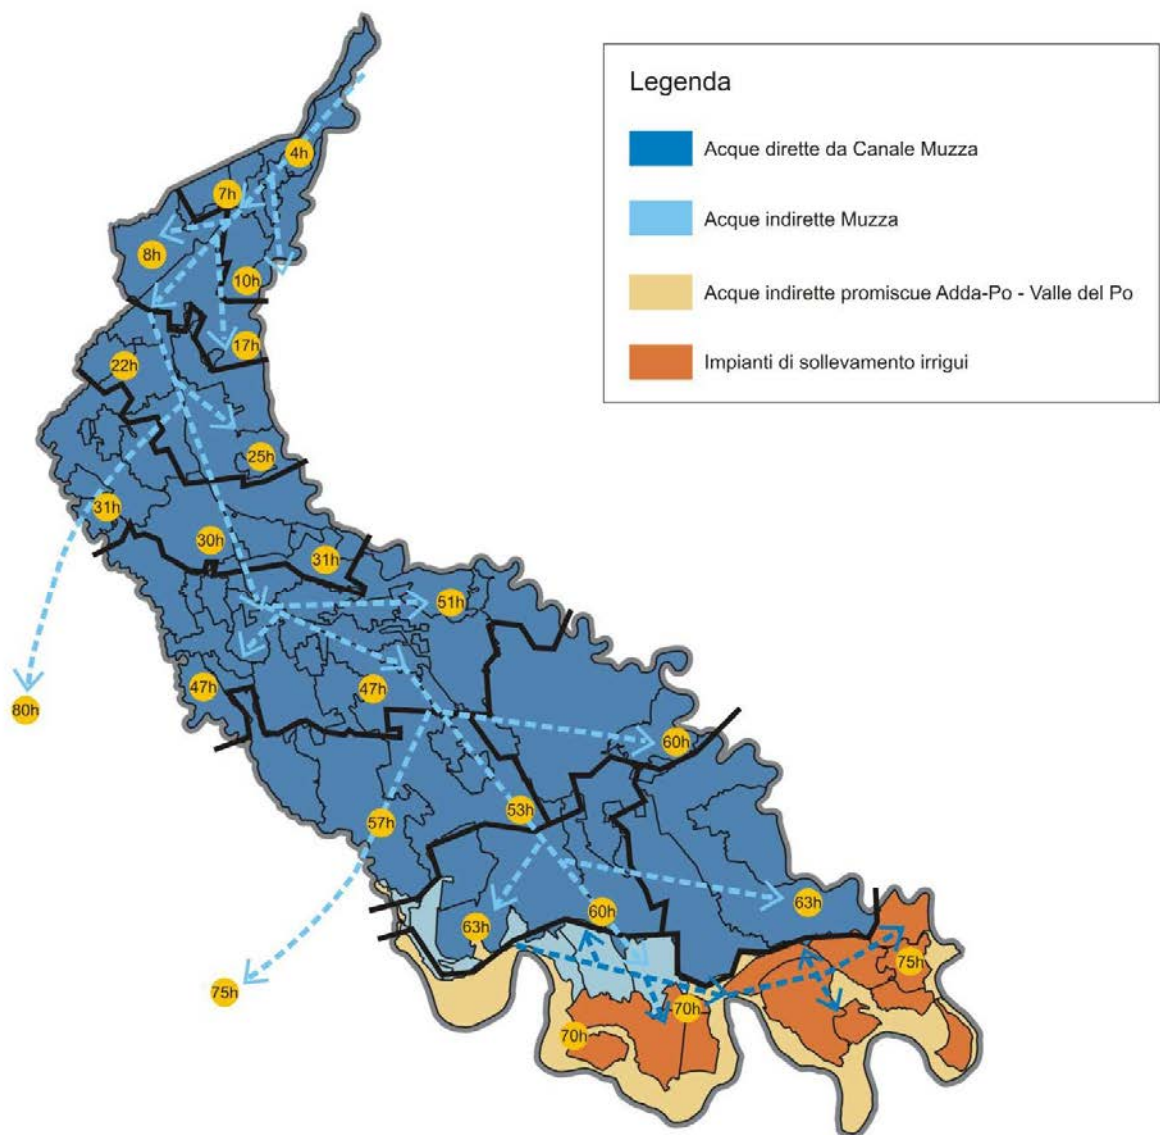 Legenda
Acque dirette da Canale Muzza
Acque indirette Muzza
Acque indirette promiscue Adda-Po - Valle del Po
Impianti di sollevamento irrigui
4h
7h
8h
10h
17h
22h
25h
31h
30h
31h
51h
47h
47h
80h
60h
53h
57h
63h
60h
63h
75h
75h
70h
70h